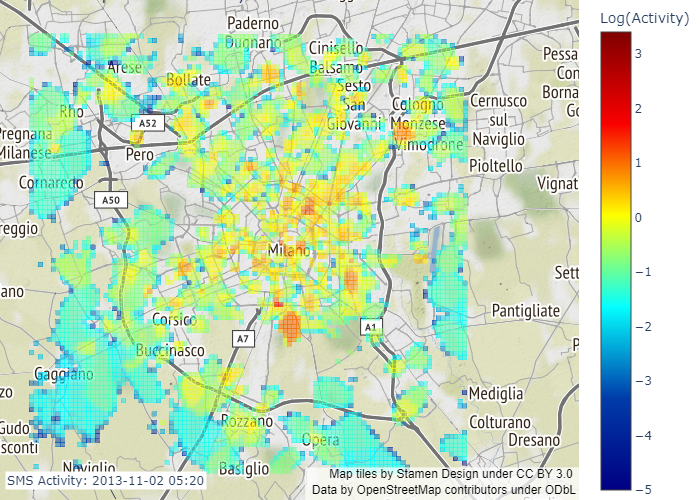 Log(Activity)
Paderno
Dugnano
Cinisello
Balsamo
Arese
Bollate
Sesto
San
Giovanni
Rho
A52
Cologno
Monzese
Vimodrone
Cernusco
sul
Naviglio
Pessa
Con
Borna
Go
Pregnana
Milanese
Pero
Pioltello
Cornaredo
A50
Vignat
reggio
Milano
Sett
ano
Pantigliate
Corsico
A7
A1
P
Buccinasco
Gaggiano
zo
Mediglia
Rozzano
Colturano
Gudo
sconti
Opera
Dresano
Noviglio
Basiglio
SMS Activity: 2013-11-02 05:20
Map tiles by Stamen Design under CC BY 3.0
Data by OpenStreetMap contributors under ODbL
3
2
1
0
−1
−2
−3
−4
−5